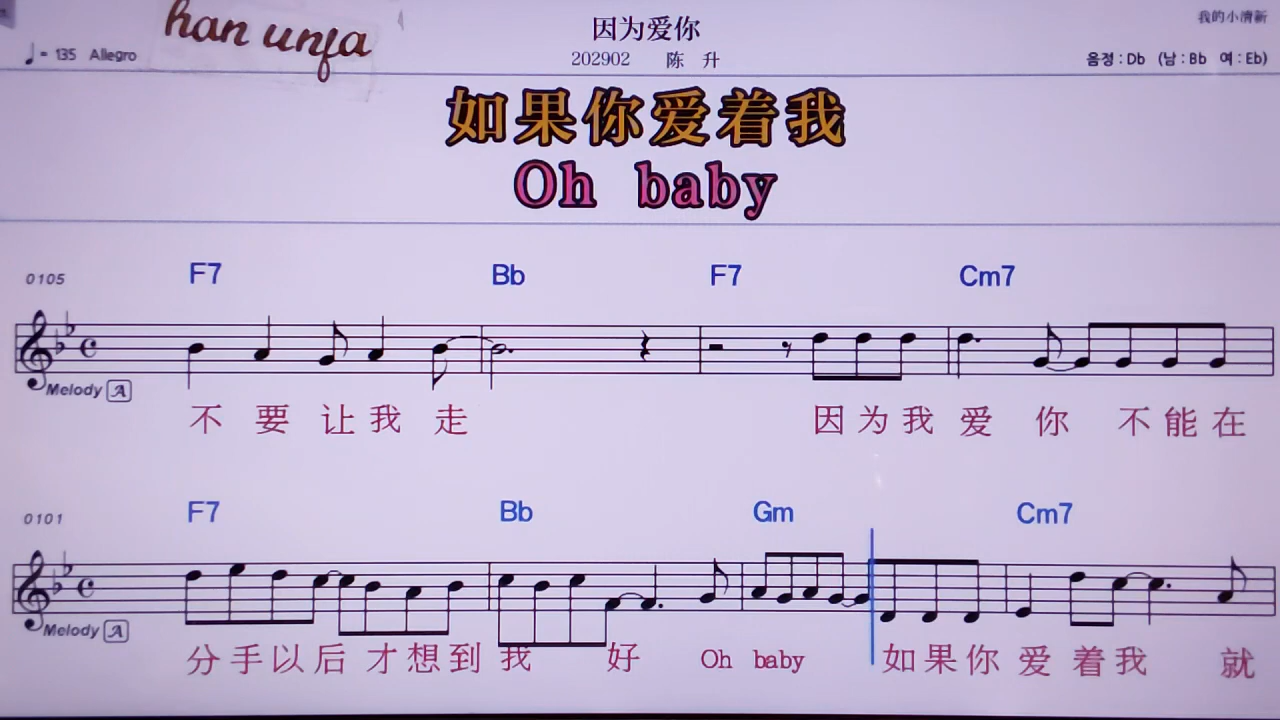 han unja
因为爱你
我的小清新
♩= 135 Allegro
202902 陈 升
음정 : Db (남 : Bb 여 : Eb)
如果你爱着我
Oh baby
0105 F7 Bb F7 Cm7
Melody A
不 要 让 我 走 因 为 我 爱 你 不 能 在
0101 F7 Bb Gm Cm7
Melody A
分 手 以 后 才 想 到 我 好 Oh baby 如 果 你 爱 着 我 就